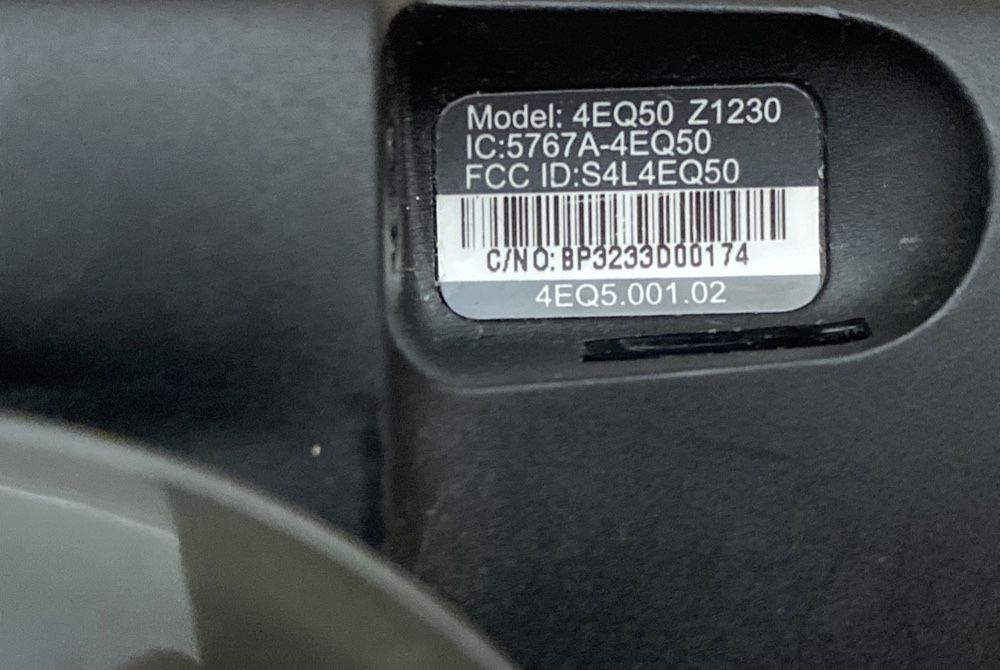 Model: 4EQ50 Z1230
IC:5767A-4EQ50
FCC ID:S4L4EQ50
C/NO: BP3233D00174
4EQ5.001.02